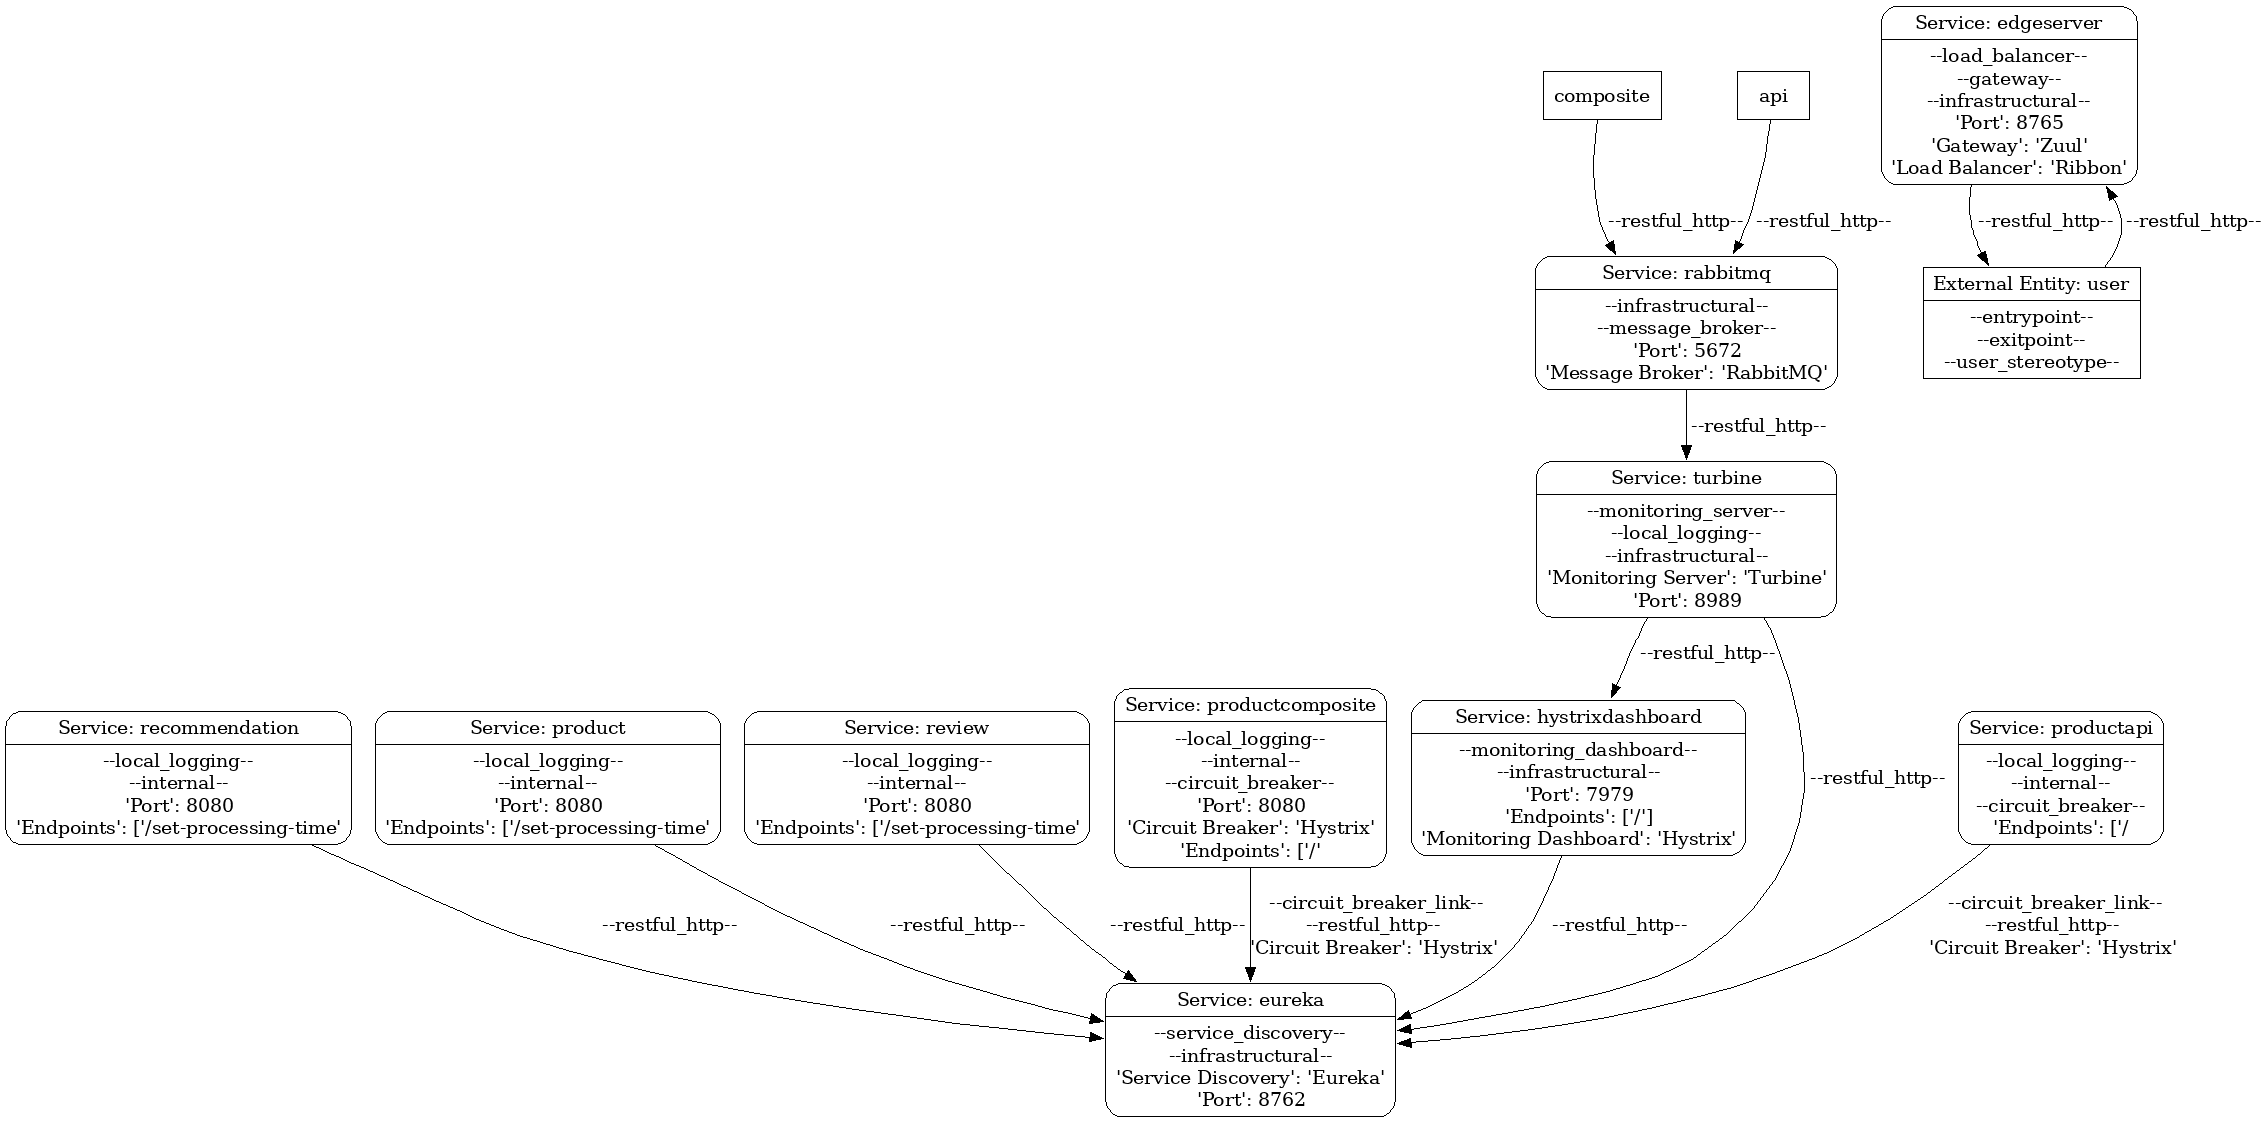 Service: edgeserver
--load_balancer--
--gateway--
--infrastructural--
'Port': 8765
'Gateway': 'Zuul'
'Load Balancer': 'Ribbon'
composite
api
--restful_http--
--restful_http--
--restful_http--
--restful_http--
Service: rabbitmq
--infrastructural--
--message_broker--
'Port': 5672
'Message Broker': 'RabbitMQ'
External Entity: user
--entrypoint--
--exitpoint--
--user_stereotype--
--restful_http--
Service: turbine
--monitoring_server--
--local_logging--
--infrastructural--
'Monitoring Server': 'Turbine'
'Port': 8989
--restful_http--
--restful_http--
Service: recommendation
--local_logging--
--internal--
'Port': 8080
'Endpoints': ['/set-processing-time'
Service: product
--local_logging--
--internal--
'Port': 8080
'Endpoints': ['/set-processing-time'
Service: review
--local_logging--
--internal--
'Port': 8080
'Endpoints': ['/set-processing-time'
Service: productcomposite
--local_logging--
--internal--
--circuit_breaker--
'Port': 8080
'Circuit Breaker': 'Hystrix'
'Endpoints': ['/'
Service: hystrixdashboard
--monitoring_dashboard--
--infrastructural--
'Port': 7979
'Endpoints': ['/']
'Monitoring Dashboard': 'Hystrix'
Service: productapi
--local_logging--
--internal--
--circuit_breaker--
'Endpoints': ['/
--restful_http--
--restful_http--
--restful_http--
--circuit_breaker_link--
--restful_http--
'Circuit Breaker': 'Hystrix'
--restful_http--
--circuit_breaker_link--
--restful_http--
'Circuit Breaker': 'Hystrix'
Service: eureka
--service_discovery--
--infrastructural--
'Service Discovery': 'Eureka'
'Port': 8762